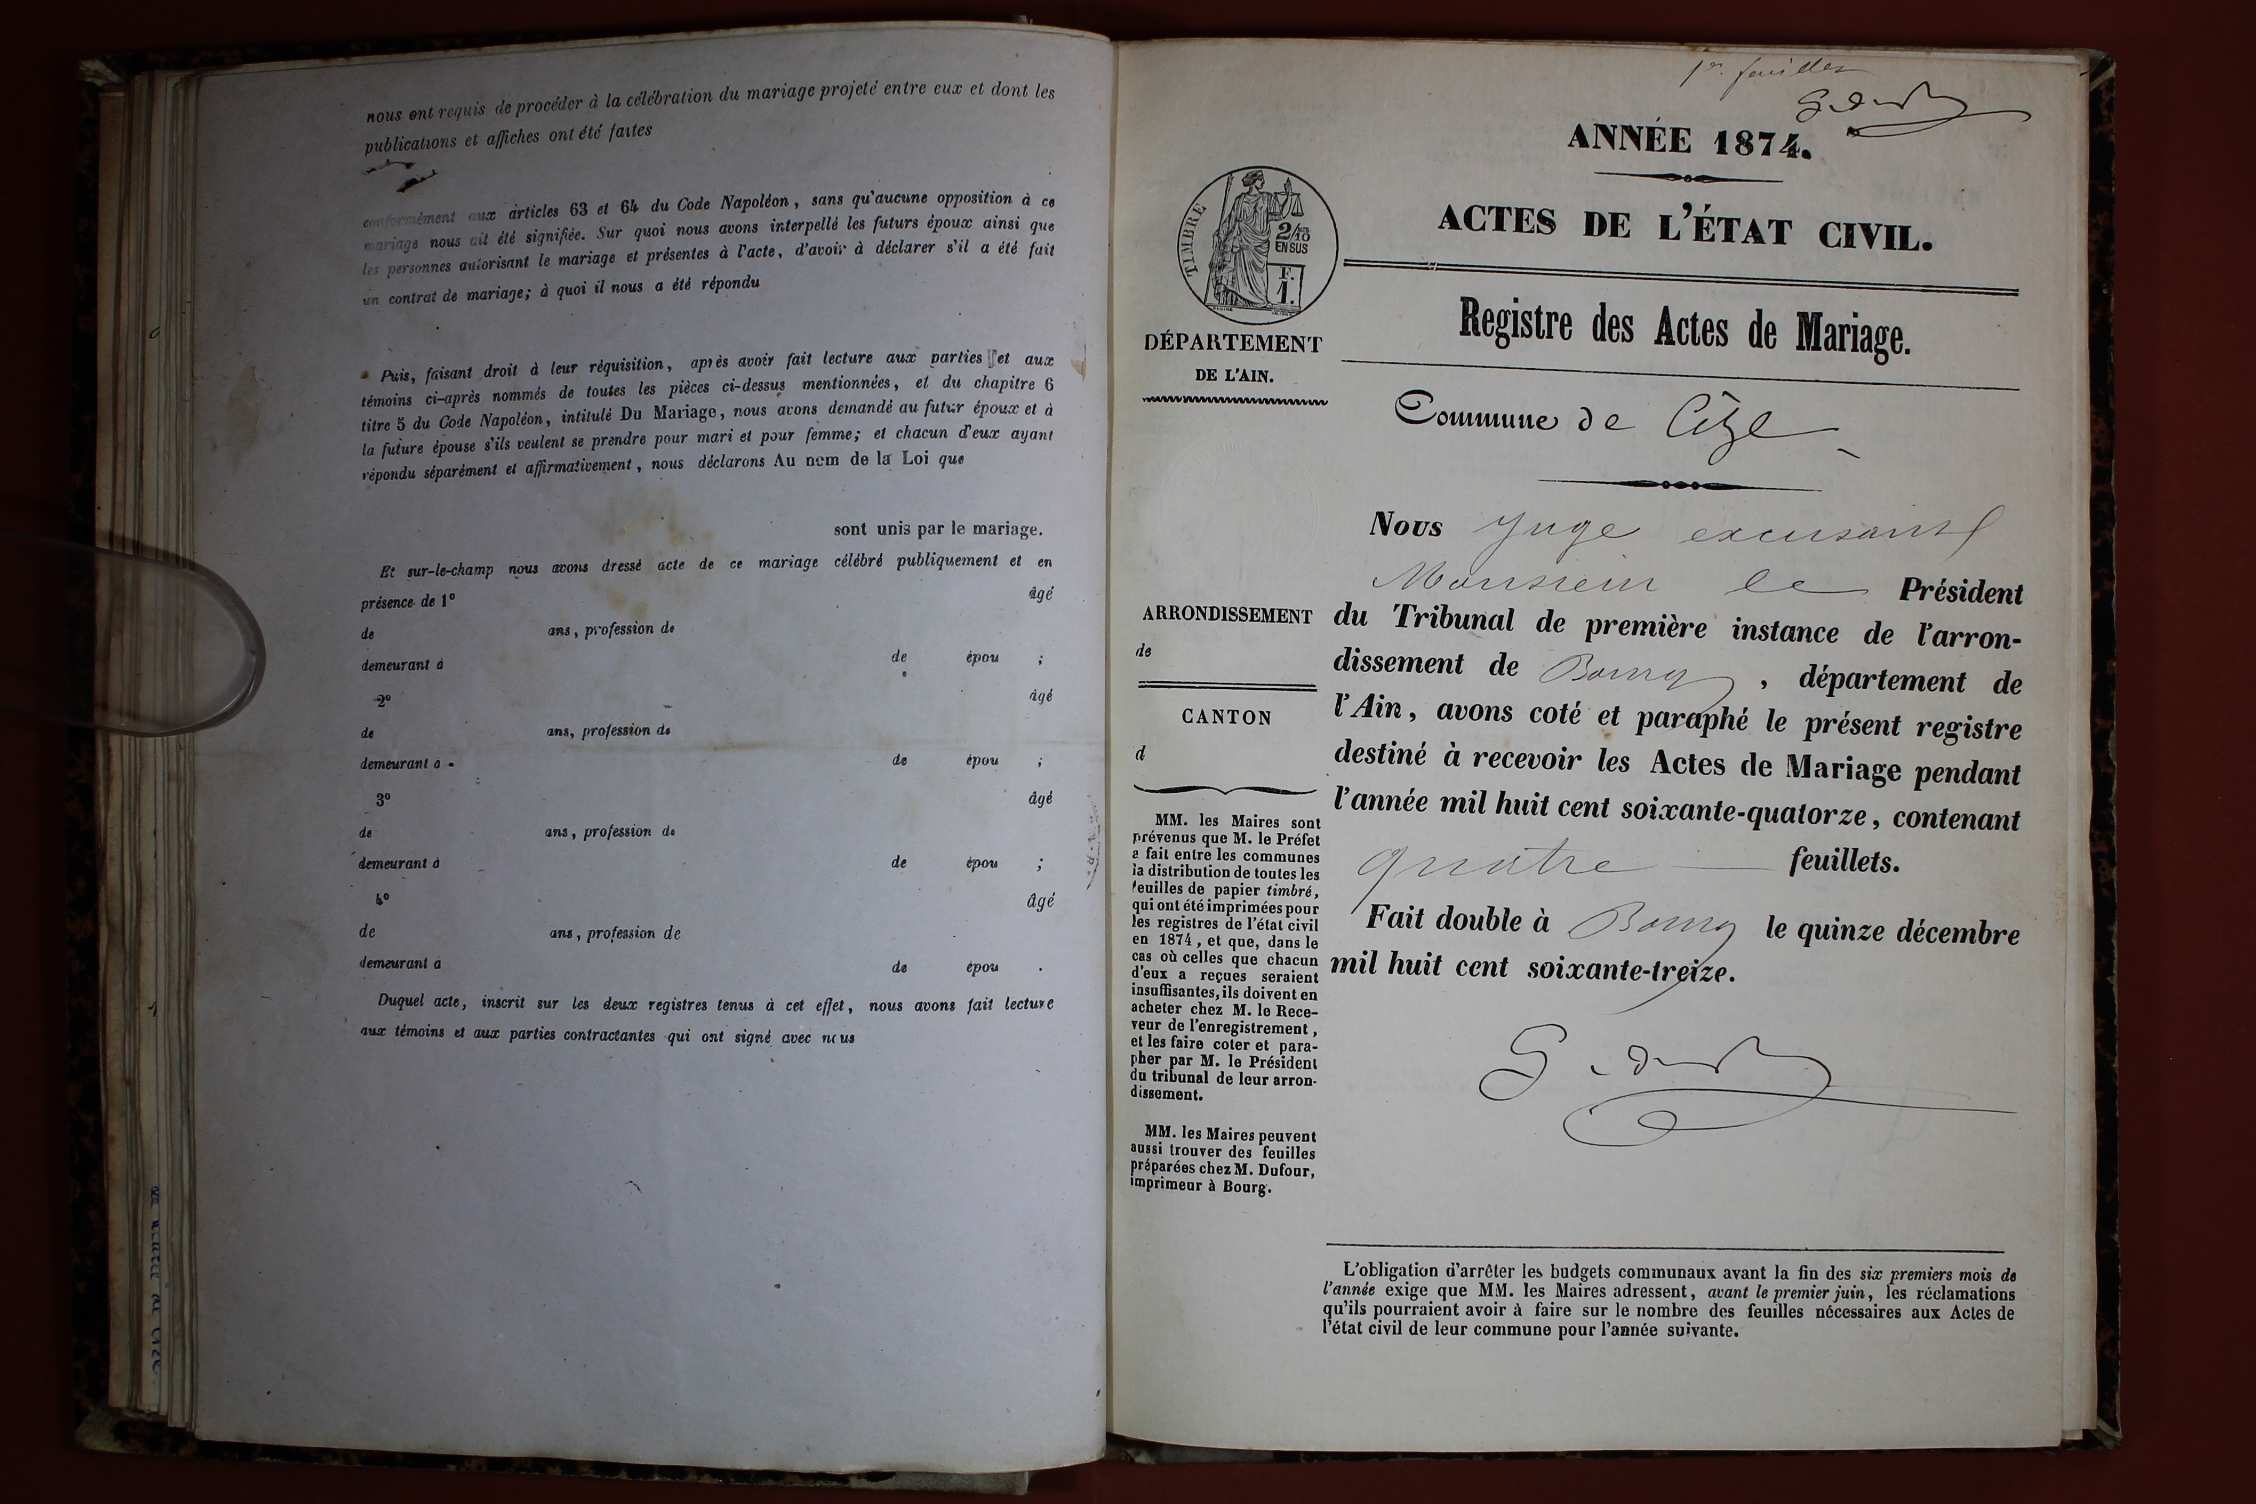 nous ont requis de procéder à la célébration du mariage projeté entre eux et dont les
publications et affiches ont été faites
conformément aux articles 63 et 64 du Code Napoléon, sans qu'aucune opposition à ce
mariage nous ait été signifiée. Sur quoi nous avons interpellé les futurs époux ainsi que
les personnes autorisant le mariage et présentes à l'acte, d'avoir à déclarer s'il a été fait
un contrat de mariage; à quoi il nous a été répondu
Puis, faisant droit à leur réquisition, après avoir fait lecture aux parties et aux
témoins ci-après nommés de toutes les pièces ci-dessus mentionnées, et du chapitre 6
titre 5 du Code Napoléon, intitulé Du Mariage, nous avons demandé au futur époux et à
la future épouse s'ils veulent se prendre pour mari et pour femme; et chacun d'eux ayant
répondu séparément et affirmativement, nous déclarons Au nom de la Loi que
sont unis par le mariage.
Et sur-le-champ nous avons dressé acte de ce mariage célébré publiquement et en
présence de 1° âgé
de ans, profession de
demeurant à de épou ;
2° âgé
de ans, profession de
demeurant à de épou ;
3° âgé
de ans, profession de
demeurant à de épou ;
4° âgé
de ans, profession de
demeurant à de épou .
Duquel acte, inscrit sur les deux registres tenus à cet effet, nous avons fait lecture
aux témoins et aux parties contractantes qui ont signé avec nous
1er feuillet
ANNÉE 1874.
ACTES DE L'ÉTAT CIVIL.
TIMBRE
2/10 EN SUS
F. 1.
DÉPARTEMENT
DE L'AIN.
Registre des Actes de Mariage.
Commune de Cize
Nous Juge excusant
Monsieur le Président
du Tribunal de première instance de l'arron-
dissement de Bourg, département de
l'Ain, avons coté et paraphé le présent registre
destiné à recevoir les Actes de Mariage pendant
l'année mil huit cent soixante-quatorze, contenant
quatre feuillets.
Fait double à Bourg le quinze décembre
mil huit cent soixante-treize.
ARRONDISSEMENT
de
CANTON
d
MM. les Maires sont
prévenus que M. le Préfet
a fait entre les communes
la distribution de toutes les
feuilles de papier timbré,
qui ont été imprimées pour
les registres de l'état civil
en 1874, et que, dans le
cas où celles que chacun
d'eux a reçues seraient
insuffisantes, ils doivent en
acheter chez M. le Rece-
veur de l'enregistrement,
et les faire coter et para-
pher par M. le Président
du tribunal de leur arron-
dissement.
MM. les Maires peuvent
aussi trouver des feuilles
préparées chez M. Dufour,
imprimeur à Bourg.
L'obligation d'arrêter les budgets communaux avant la fin des six premiers mois de
l'année exige que MM. les Maires adressent, avant le premier juin, les réclamations
qu'ils pourraient avoir à faire sur le nombre des feuilles nécessaires aux Actes de
l'état civil de leur commune pour l'année suivante.